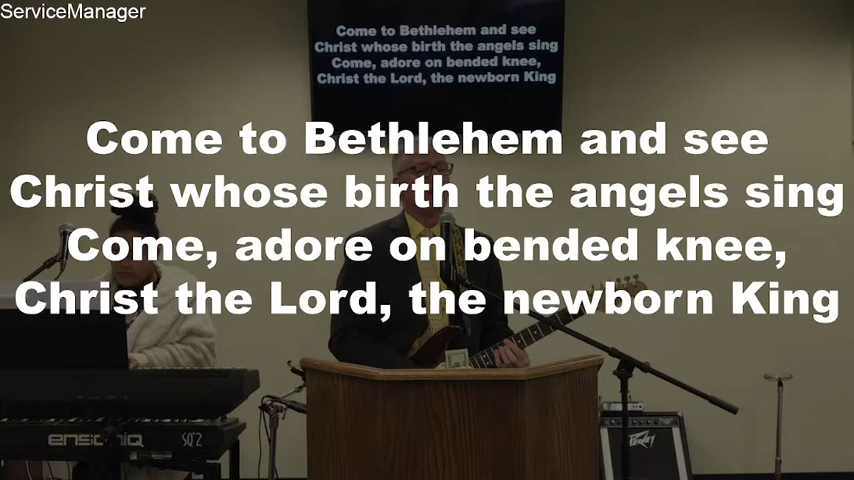 ServiceManager
Come to Bethlehem and see
Christ whose birth the angels sing
Come, adore on bended knee,
Christ the Lord, the newborn King
Come to Bethlehem and see
Christ whose birth the angels sing
Come, adore on bended knee,
Christ the Lord, the newborn King
ensoniq SQ2
Peavey